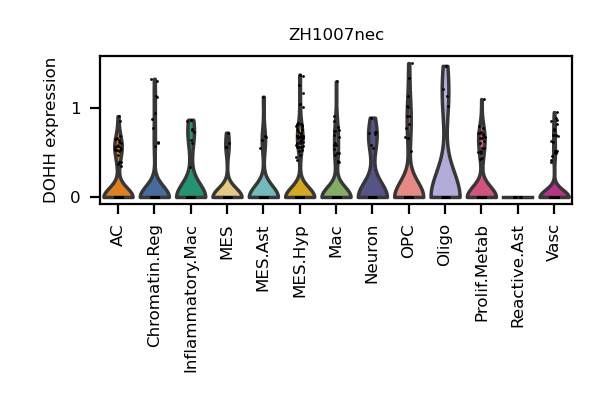 ZH1007nec
DOHH expression
1
0
AC
Chromatin.Reg
Inflammatory.Mac
MES
MES.Ast
MES.Hyp
Mac
Neuron
OPC
Oligo
Prolif.Metab
Reactive.Ast
Vasc